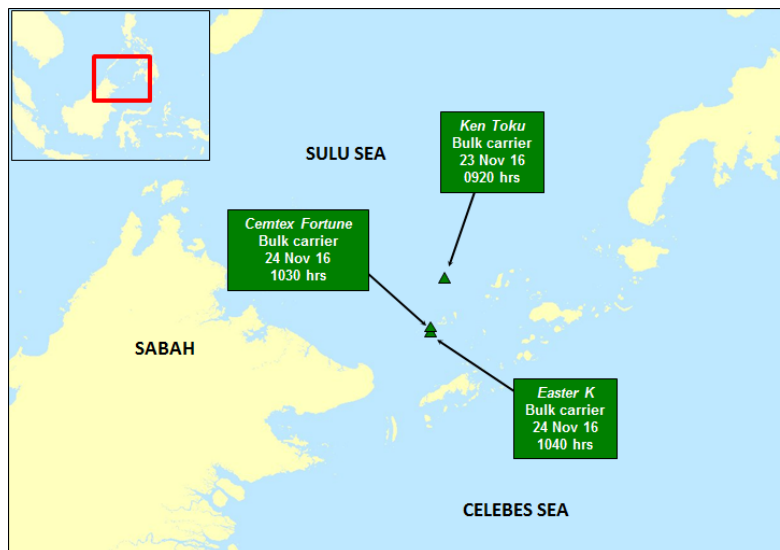 SULU SEA
Ken Toku
Bulk carrier
23 Nov 16
0920 hrs
Cemtex Fortune
Bulk carrier
24 Nov 16
1030 hrs
SABAH
Easter K
Bulk carrier
24 Nov 16
1040 hrs
CELEBES SEA